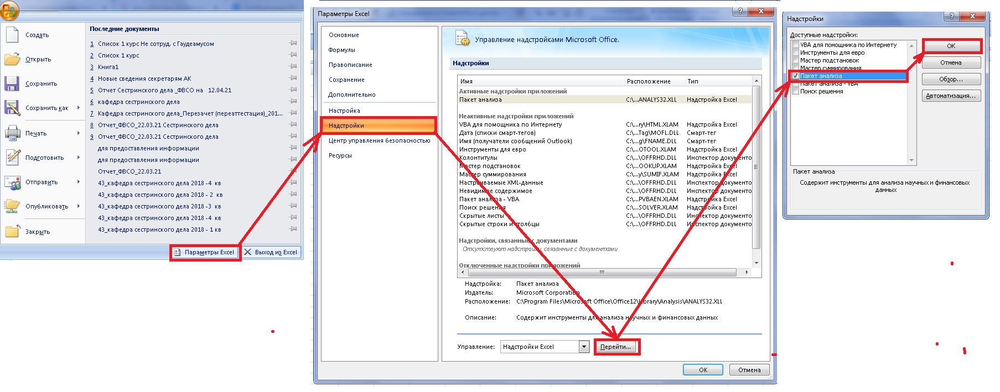 Создать
Открыть
Сохранить
Сохранить как
Печать
Подготовить
Отправить
Опубликовать
Закрыть
Последние документы
1 Список 1 курс Не сотруд. с Гаудеамусом
2 Список 1 курс
3 Книга1
4 Новые сведения секретарям АК
5 Отчет Сестринского дела _ФВСО на 12.04.21
6 кафедра сестринского дела
7 Кафедра сестринского дела_Перезачет (переаттестация)_201...
8 Отчет_ФВСО_22.03.21 Сестринского дела
9 Отчет_ФВСО_22.03.21 Сестринского дела
для предоставления информации
для предоставления информации
Отчет_ФВСО_22.03.21
43_кафедра сестринского дела 2018 -4 кв
43_кафедра сестринского дела 2018 - 2 кв
43_кафедра сестринского дела 2018 -3 кв
43_кафедра сестринского дела 2018 -4 кв
43_кафедра сестринского дела 2018 - 1 кв
Параметры Excel
Выход из Excel
Параметры Excel
Основные
Формулы
Правописание
Сохранение
Дополнительно
Настройка
Надстройки
Центр управления безопасностью
Ресурсы
Управление надстройками Microsoft Office.
Надстройки
Имя Расположение Тип
Активные надстройки приложений
Пакет анализа C:\...ANALYS32.XLL Надстройка Excel
Неактивные надстройки приложений
VBA для помощника по Интернету C:\...ry\HTML.XLAM Надстройка Excel
Дата (списки смарт-тегов) C:\...Tag\MOFL.DLL Смарт-тег
Имя (получатели сообщений Outlook) C:\...g\FNAME.DLL Смарт-тег
Инструменты для евро C:\...OTOOL.XLAM Надстройка Excel
Колонтитулы C:\...\OFFRHD.DLL Инспектор документо
Мастер подстановок C:\...OOKUP.XLAM Надстройка Excel
Мастер суммирования C:\...y\SUMIF.XLAM Надстройка Excel
Настраиваемые XML-данные C:\...\OFFRHD.DLL Инспектор документо
Невидимое содержимое C:\...\OFFRHD.DLL Инспектор документо
Пакет анализа - VBA C:\...PVBAEN.XLAM Надстройка Excel
Поиск решения C:\...SOLVER.XLAM Надстройка Excel
Скрытые листы C:\...\OFFRHD.DLL Инспектор документо
Скрытые строки и столбцы C:\...\OFFRHD.DLL Инспектор документо
Надстройки, связанные с документами
Отсутствуют надстройки, связанные с документами
Отключенные надстройки приложений
Надстройка: Пакет анализа
Издатель: Microsoft Corporation
Расположение: C:\Program Files\Microsoft Office\Office12\Library\Analysis\ANALYS32.XLL
Описание: Содержит инструменты для анализа научных и финансовых данных
Управление: Надстройки Excel Перейти...
ОК Отмена
Надстройки
Доступные надстройки:
VBA для помощника по Интернету
Инструменты для евро
Мастер подстановок
Мастер суммирования
Пакет анализа
Пакет анализа - VBA
Поиск решения
ОК
Отмена
Обзор...
Автоматизация...
Пакет анализа
Содержит инструменты для анализа научных и финансовых
данных